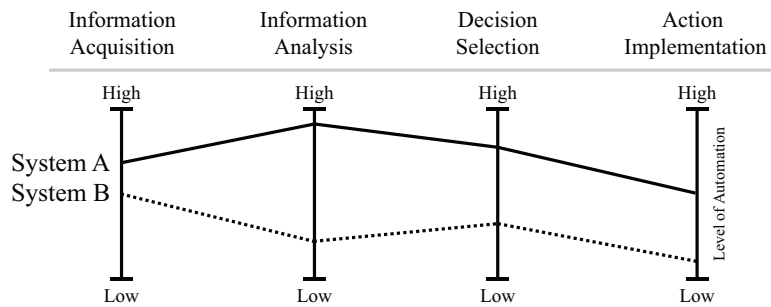 Information Acquisition
Information Analysis
Decision Selection
Action Implementation
High
High
High
High
System A
System B
Level of Automation
Low
Low
Low
Low